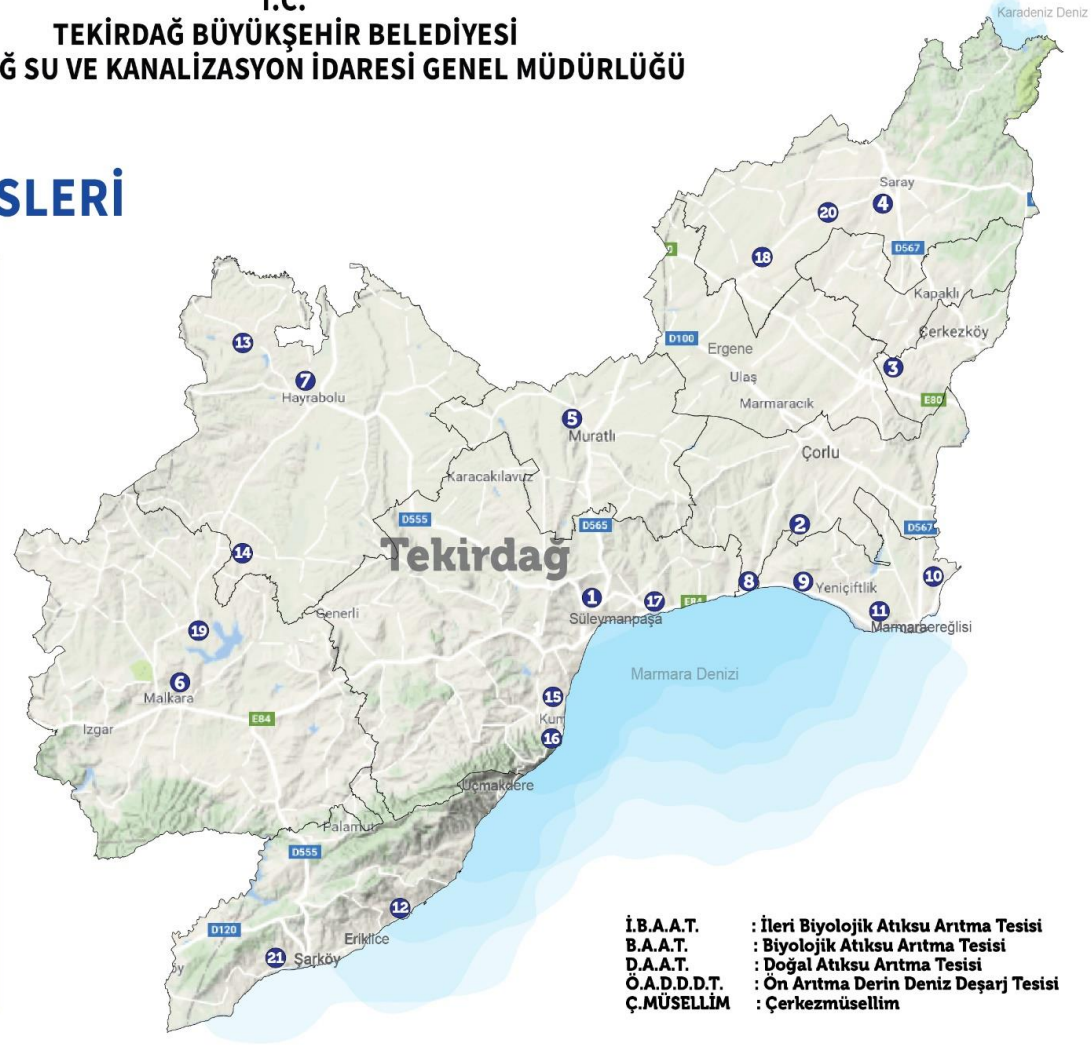 T.C.
TEKİRDAĞ BÜYÜKŞEHİR BELEDİYESİ
Ğ SU VE KANALİZASYON İDARESİ GENEL MÜDÜRLÜĞÜ
SLERİ
Karadeniz Deniz
Saray
4
20
D567
18
Kapaklı
Çerkezköy
D100
Ergene
3
Ulaş
E80
Marmaracık
13
7
Hayrabolu
5
Muratlı
Çorlu
Karacakılavuz
D555
D565
2
D567
Tekirdağ
14
8
9
Yeniçiftlik
10
1
17
E84
11
Süleymanpaşa
Marmaraereğlisi
19
Marmara Denizi
6
Malkara
15
E84
Kum
Izgar
16
Uçmakdere
Palamut
D555
12
D120
Eriklice
21
Şarköy
İ.B.A.A.T. : İleri Biyolojik Atıksu Arıtma Tesisi
B.A.A.T. : Biyolojik Atıksu Arıtma Tesisi
D.A.A.T. : Doğal Atıksu Arıtma Tesisi
Ö.A.D.D.D.T. : Ön Arıtma Derin Deniz Deşarj Tesisi
Ç.MÜSELLİM : Çerkezmüsellim